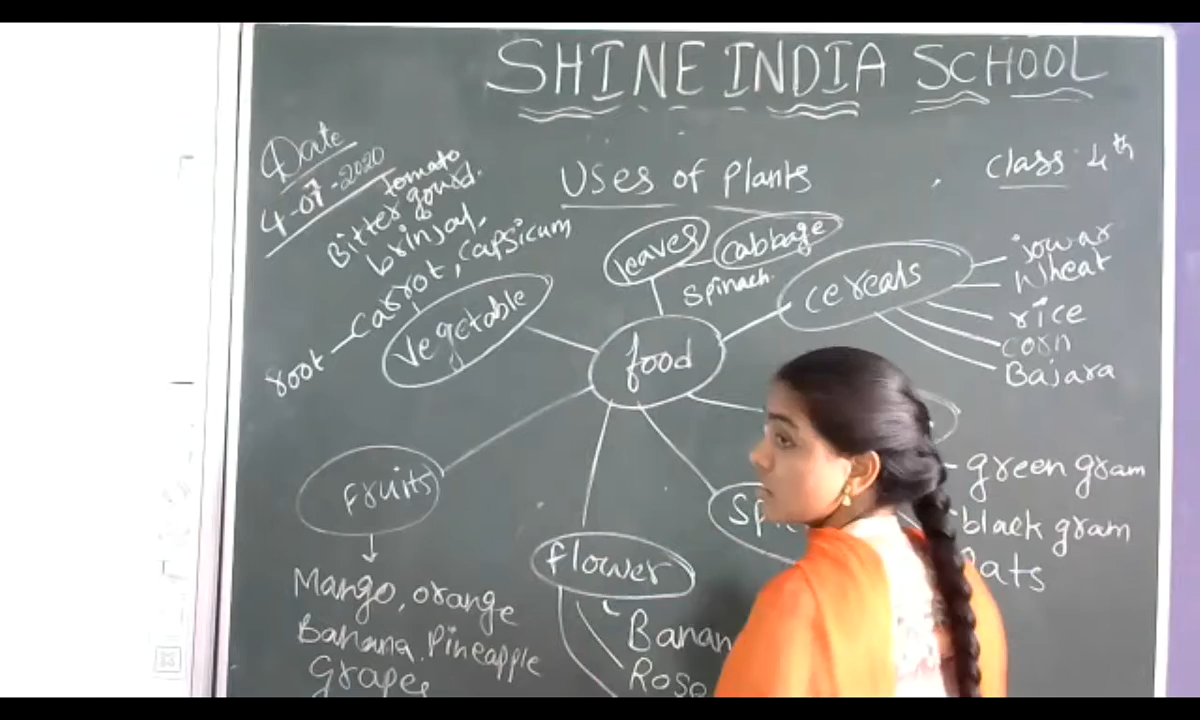 SHINE INDIA SCHOOL
Date
4-07-2020
Uses of Plants
Class 4th
tomato
Bitter gourd.
brinjal,
root — Carrot, Capsicum
vegetable
leaves
Cabbage
Spinach.
cereals
jowar
Wheat
rice
corn
Bajara
food
green gram
black gram
fruits
flower
Mango, orange
Banana. Pineapple
Grapes